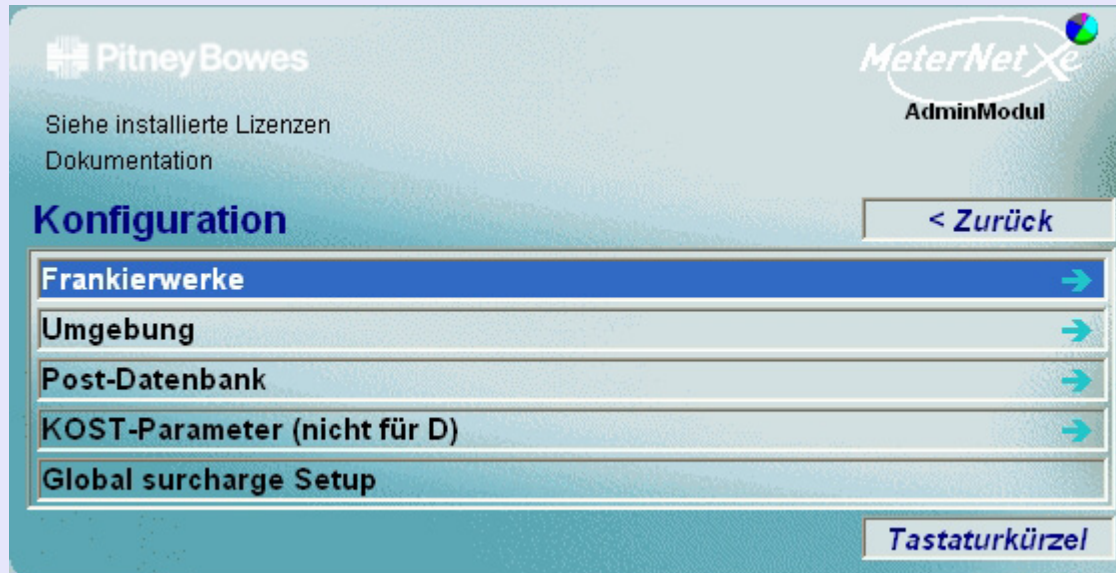 Pitney Bowes
MeterNet Xe
AdminModul
Siehe installierte Lizenzen
Dokumentation
Konfiguration
< Zurück
Frankierwerke
Umgebung
Post-Datenbank
KOST-Parameter (nicht für D)
Global surcharge Setup
Tastaturkürzel